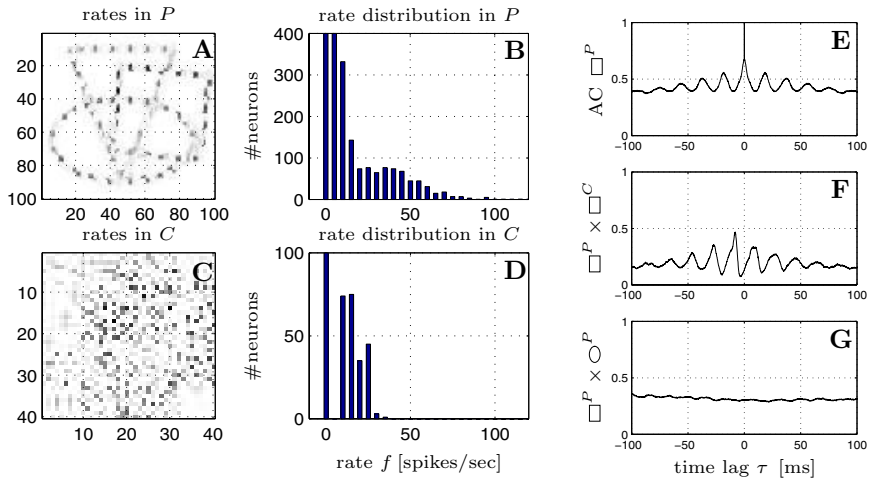 rates in P
A
20
40
60
80
100
20 40 60 80 100
rate distribution in P
B
#neurons
400
300
200
100
0
0 50 100
rates in C
C
10
20
30
40
10 20 30 40
rate distribution in C
D
#neurons
100
50
0
0 50 100
rate f [spikes/sec]
E
AC □^P
1
0.5
0
−100 −50 0 50 100
F
□^P × □^C
1
0.5
0
−100 −50 0 50 100
G
□^P × ○^P
1
0.5
0
−100 −50 0 50 100
time lag τ [ms]